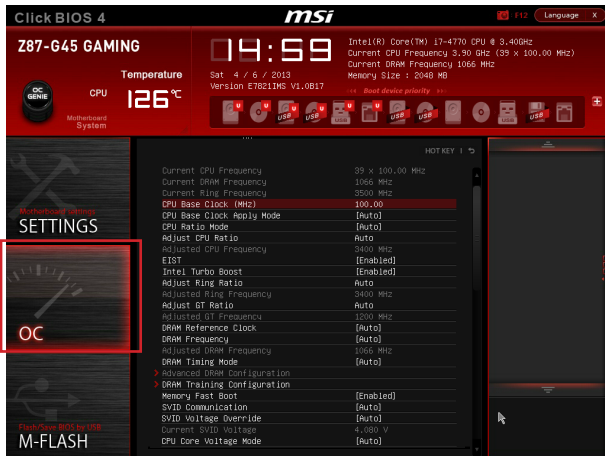 Click BIOS 4
msi
F12
Language X
Z87-G45 GAMING
OC
GENIE
CPU
Temperature
126°C
Motherboard
System
14:59
Sat 4 / 6 / 2013
Version E7821IMS V1.0B17
Intel(R) Core(TM) i7-4770 CPU @ 3.40GHz
Current CPU Frequency 3.90 GHz (39 x 100.00 MHz)
Current DRAM Frequency 1066 MHz
Memory Size : 2048 MB
Boot device priority
U U USB U USB U U USB USB USB USB
HOT KEY
Motherboard settings
SETTINGS
OC
Flash/Save BIOS by USB
M-FLASH
Current CPU Frequency 39 x 100.00 MHz
Current DRAM Frequency 1066 MHz
Current Ring Frequency 3500 MHz
CPU Base Clock (MHz) 100.00
CPU Base Clock Apply Mode [Auto]
CPU Ratio Mode [Auto]
Adjust CPU Ratio Auto
Adjusted CPU Frequency 3400 MHz
EIST [Enabled]
Intel Turbo Boost [Enabled]
Adjust Ring Ratio Auto
Adjusted Ring Frequency 3400 MHz
Adjust GT Ratio Auto
Adjusted GT Frequency 1200 MHz
DRAM Reference Clock [Auto]
DRAM Frequency [Auto]
Adjusted DRAM Frequency 1066 MHz
DRAM Timing Mode [Auto]
> Advanced DRAM Configuration
> DRAM Training Configuration
Memory Fast Boot [Enabled]
SVID Communication [Auto]
SVID Voltage Override [Auto]
Current SVID Voltage 4.080 V
CPU Core Voltage Mode [Auto]